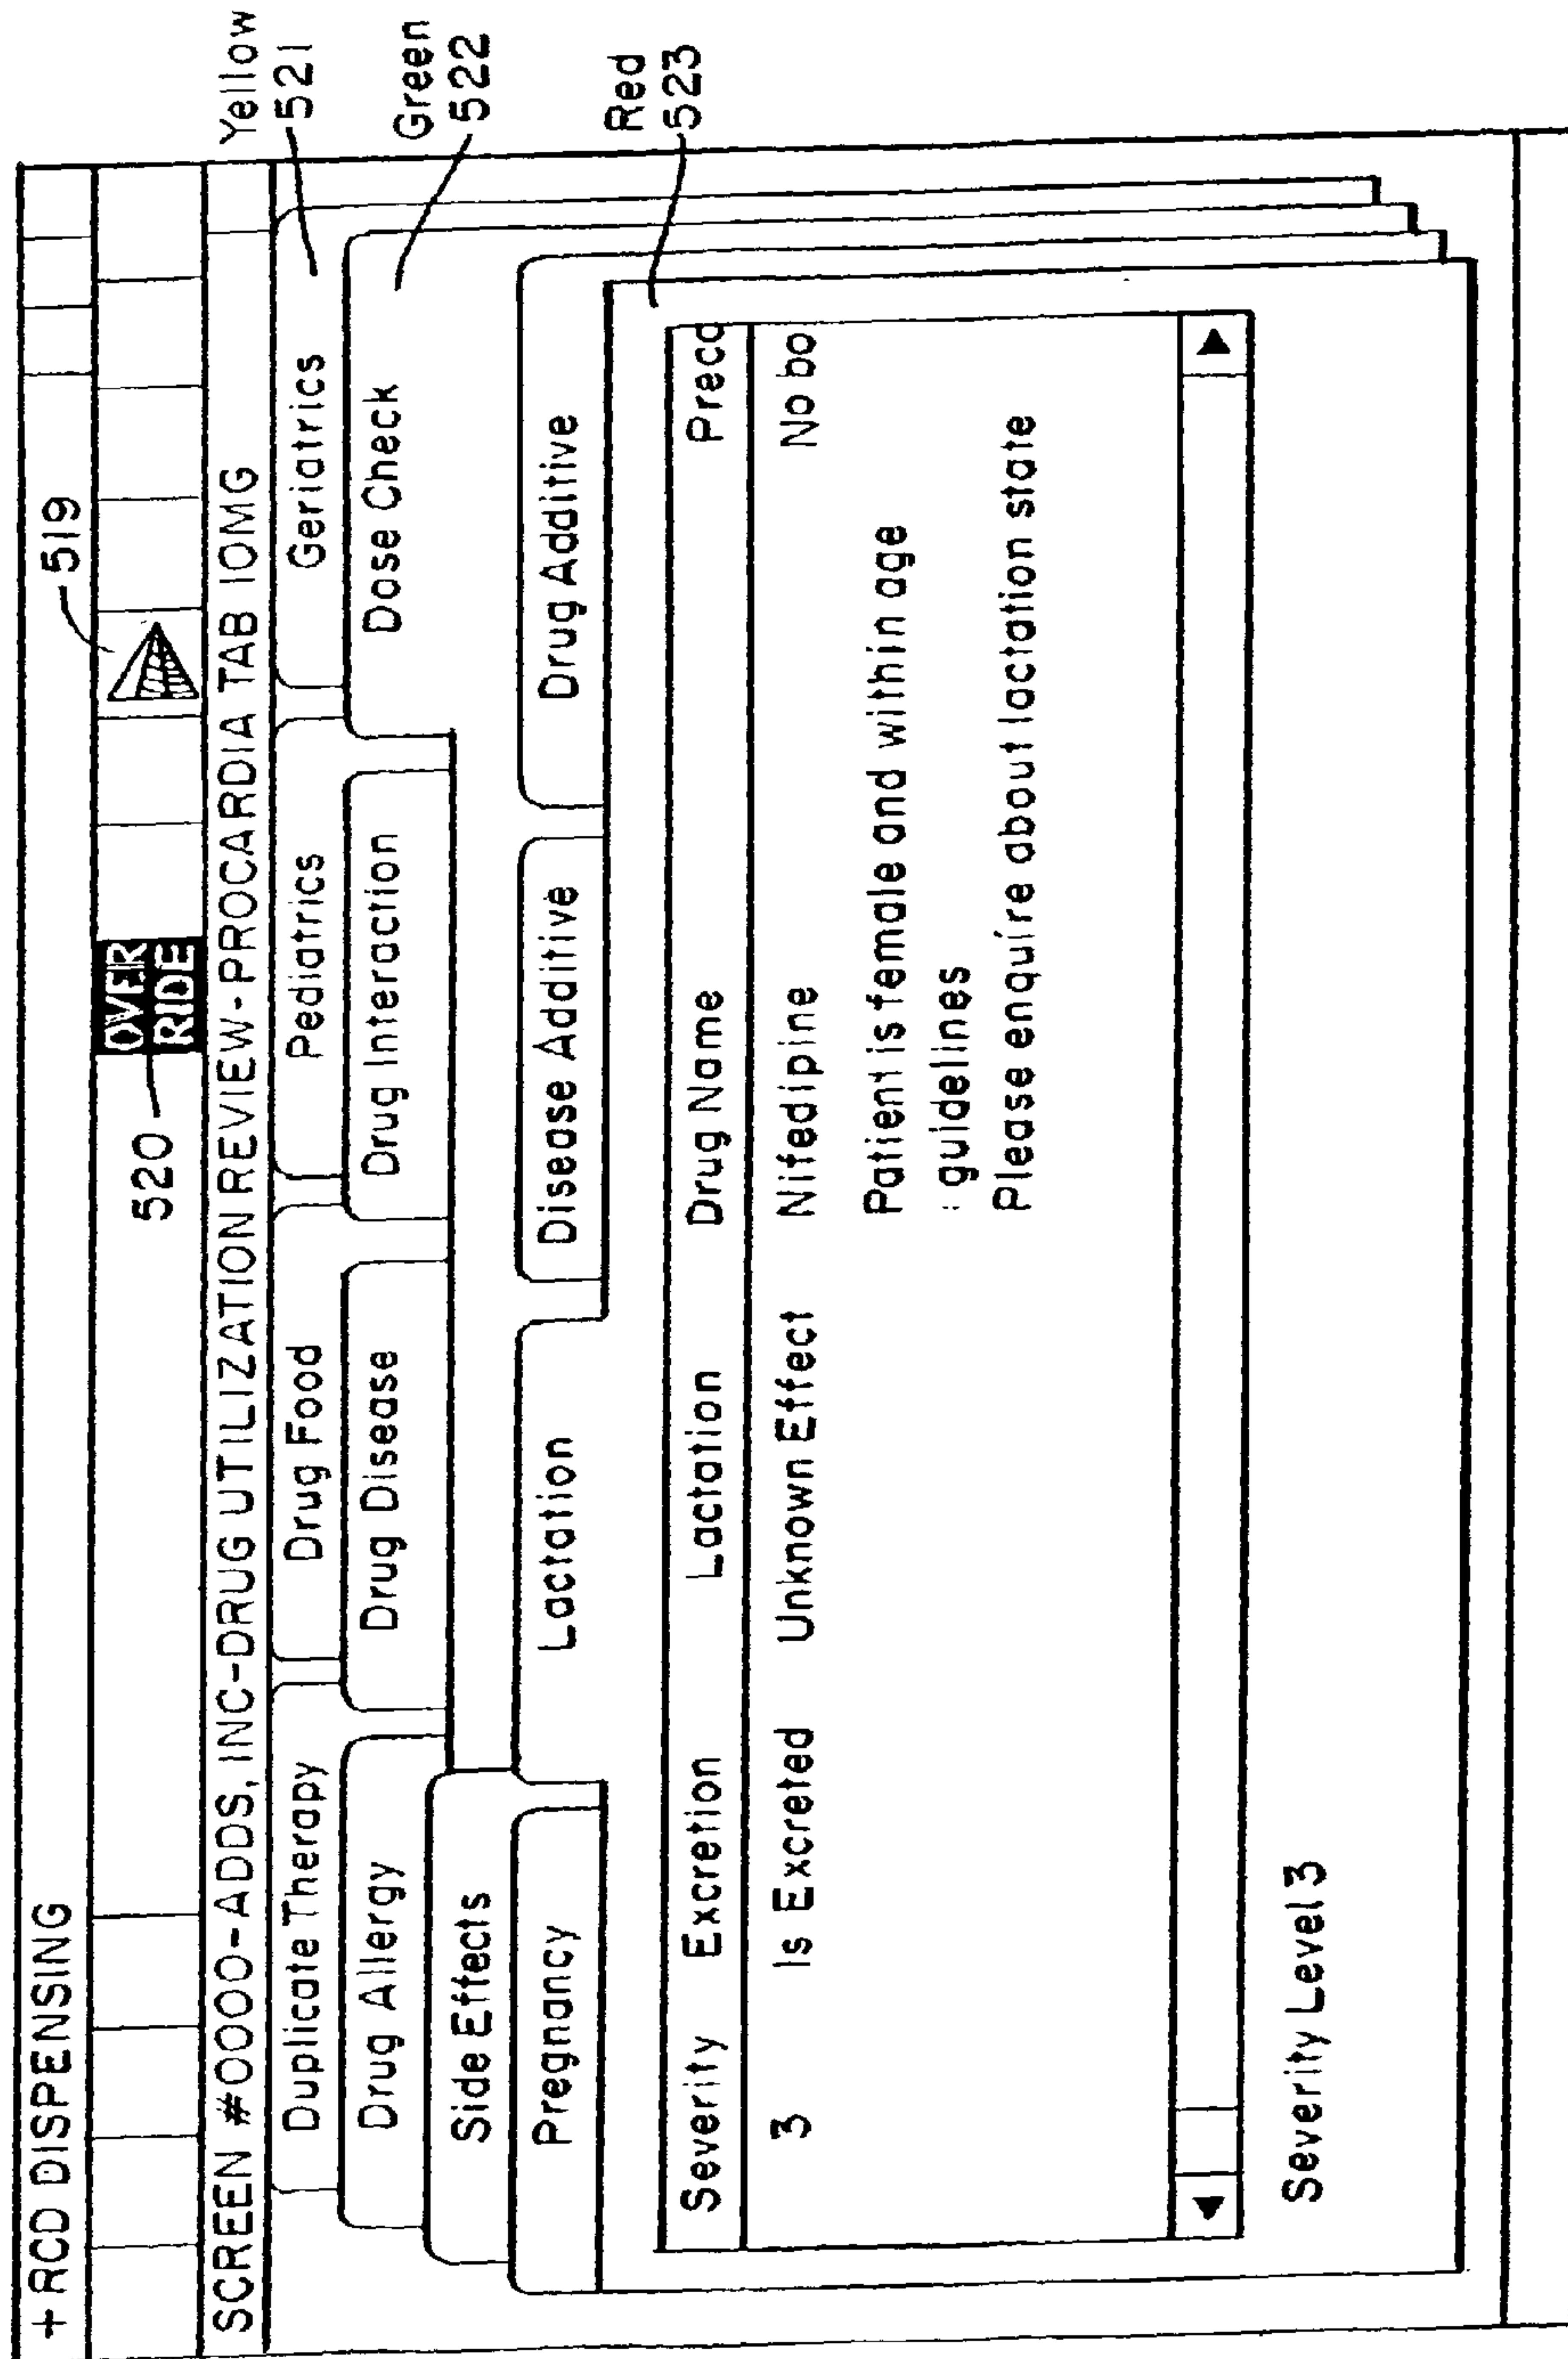 + RCD DISPENSING
519
OVER
RIDE
520
SCREEN #0000-ADDS, INC-DRUG UTILIZATION REVIEW-PROCARDIA TAB 10MG
Yellow
521
Duplicate Therapy Drug Food Pediatrics Geriatrics
Green
522
Drug Allergy Drug Disease Drug Interaction Dose Check
Side Effects
Pregnancy Lactation Disease Additive Drug Additive
Red
523
Severity Excretion Lactation Drug Name Preca
3 Is Excreted Unknown Effect Nifedipine No bo
Patient is female and within age
: guidelines
Please enquire about lactation state
Severity Level 3